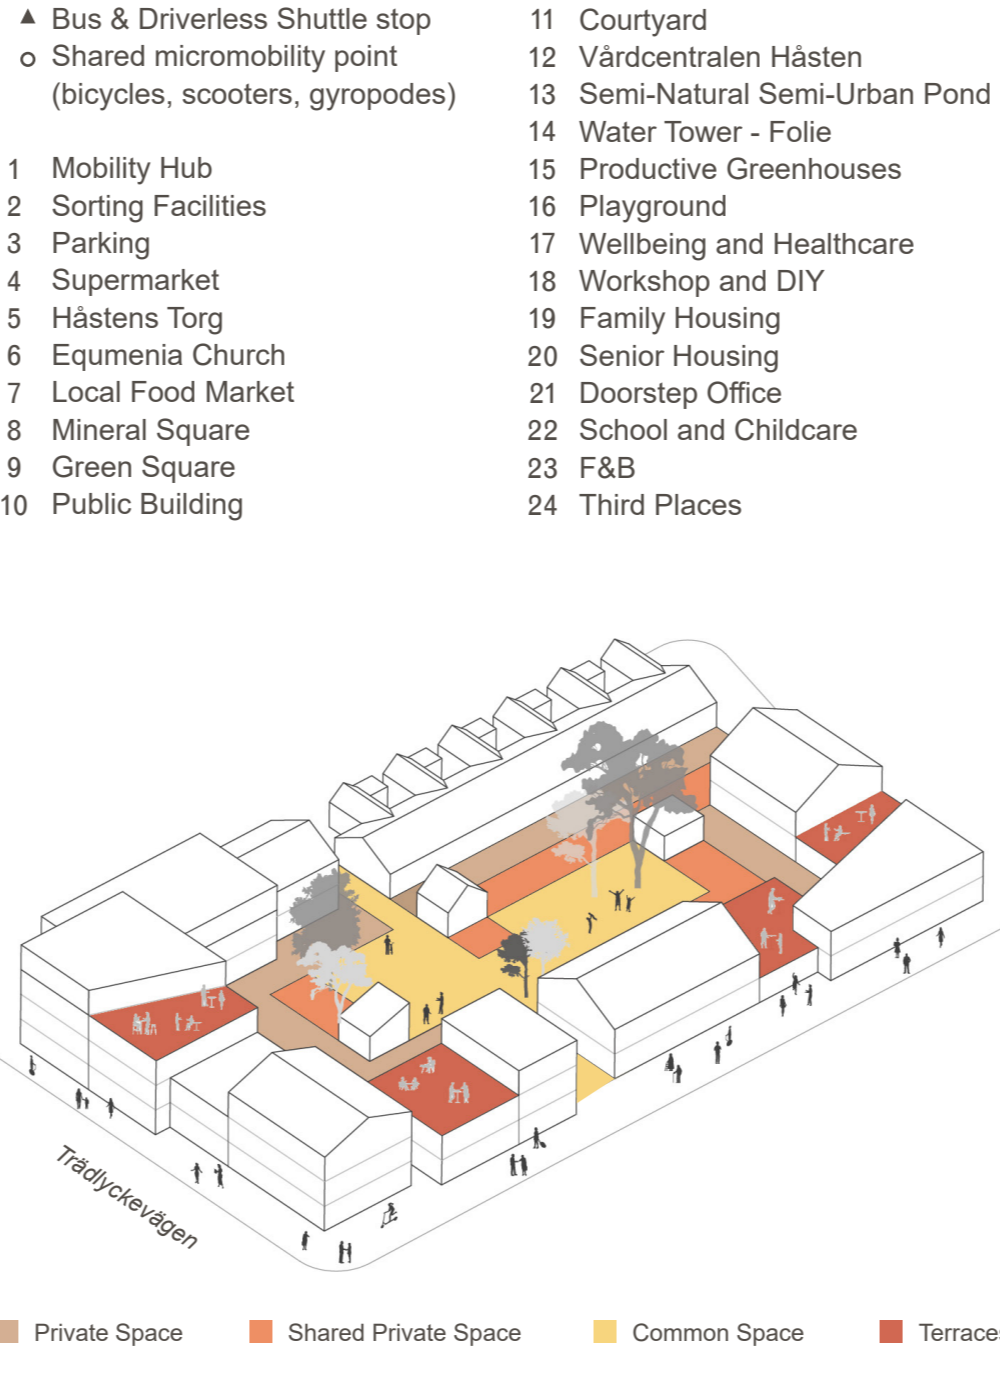 ▲ Bus & Driverless Shuttle stop
o Shared micromobility point
(bicycles, scooters, gyropodes)
1 Mobility Hub
2 Sorting Facilities
3 Parking
4 Supermarket
5 Håstens Torg
6 Equmenia Church
7 Local Food Market
8 Mineral Square
9 Green Square
10 Public Building
11 Courtyard
12 Vårdcentralen Håsten
13 Semi-Natural Semi-Urban Pond
14 Water Tower - Folie
15 Productive Greenhouses
16 Playground
17 Wellbeing and Healthcare
18 Workshop and DIY
19 Family Housing
20 Senior Housing
21 Doorstep Office
22 School and Childcare
23 F&B
24 Third Places
Trädlyckevägen
Private Space
Shared Private Space
Common Space
Terraces